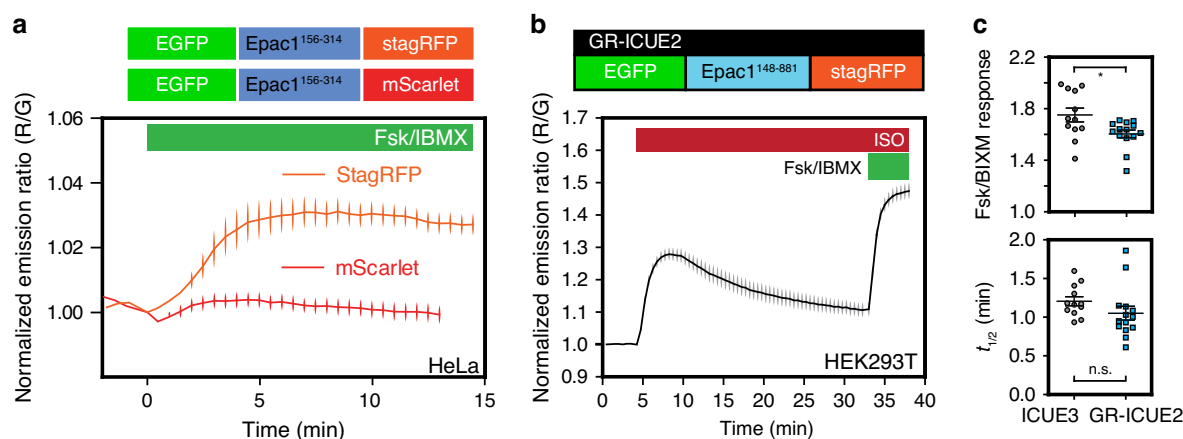 a
EGFP Epac1156-314 stagRFP
EGFP Epac1156-314 mScarlet
Normalized emission ratio (R/G)
1.06
1.04
1.02
1.00
Fsk/IBMX
StagRFP
mScarlet
HeLa
0 5 10 15
Time (min)
b
GR-ICUE2
EGFP Epac1148-881 stagRFP
Normalized emission ratio (R/G)
1.7
1.6
1.5
1.4
1.3
1.2
1.1
1.0
0.9
ISO
Fsk/IBMX
HEK293T
0 5 10 15 20 25 30 35 40
Time (min)
c
Fsk/BIXM response
2.2
1.8
1.6
1.4
1.0
*
t1/2 (min)
2.0
1.5
1.0
0.5
0.0
n.s.
ICUE3 GR-ICUE2